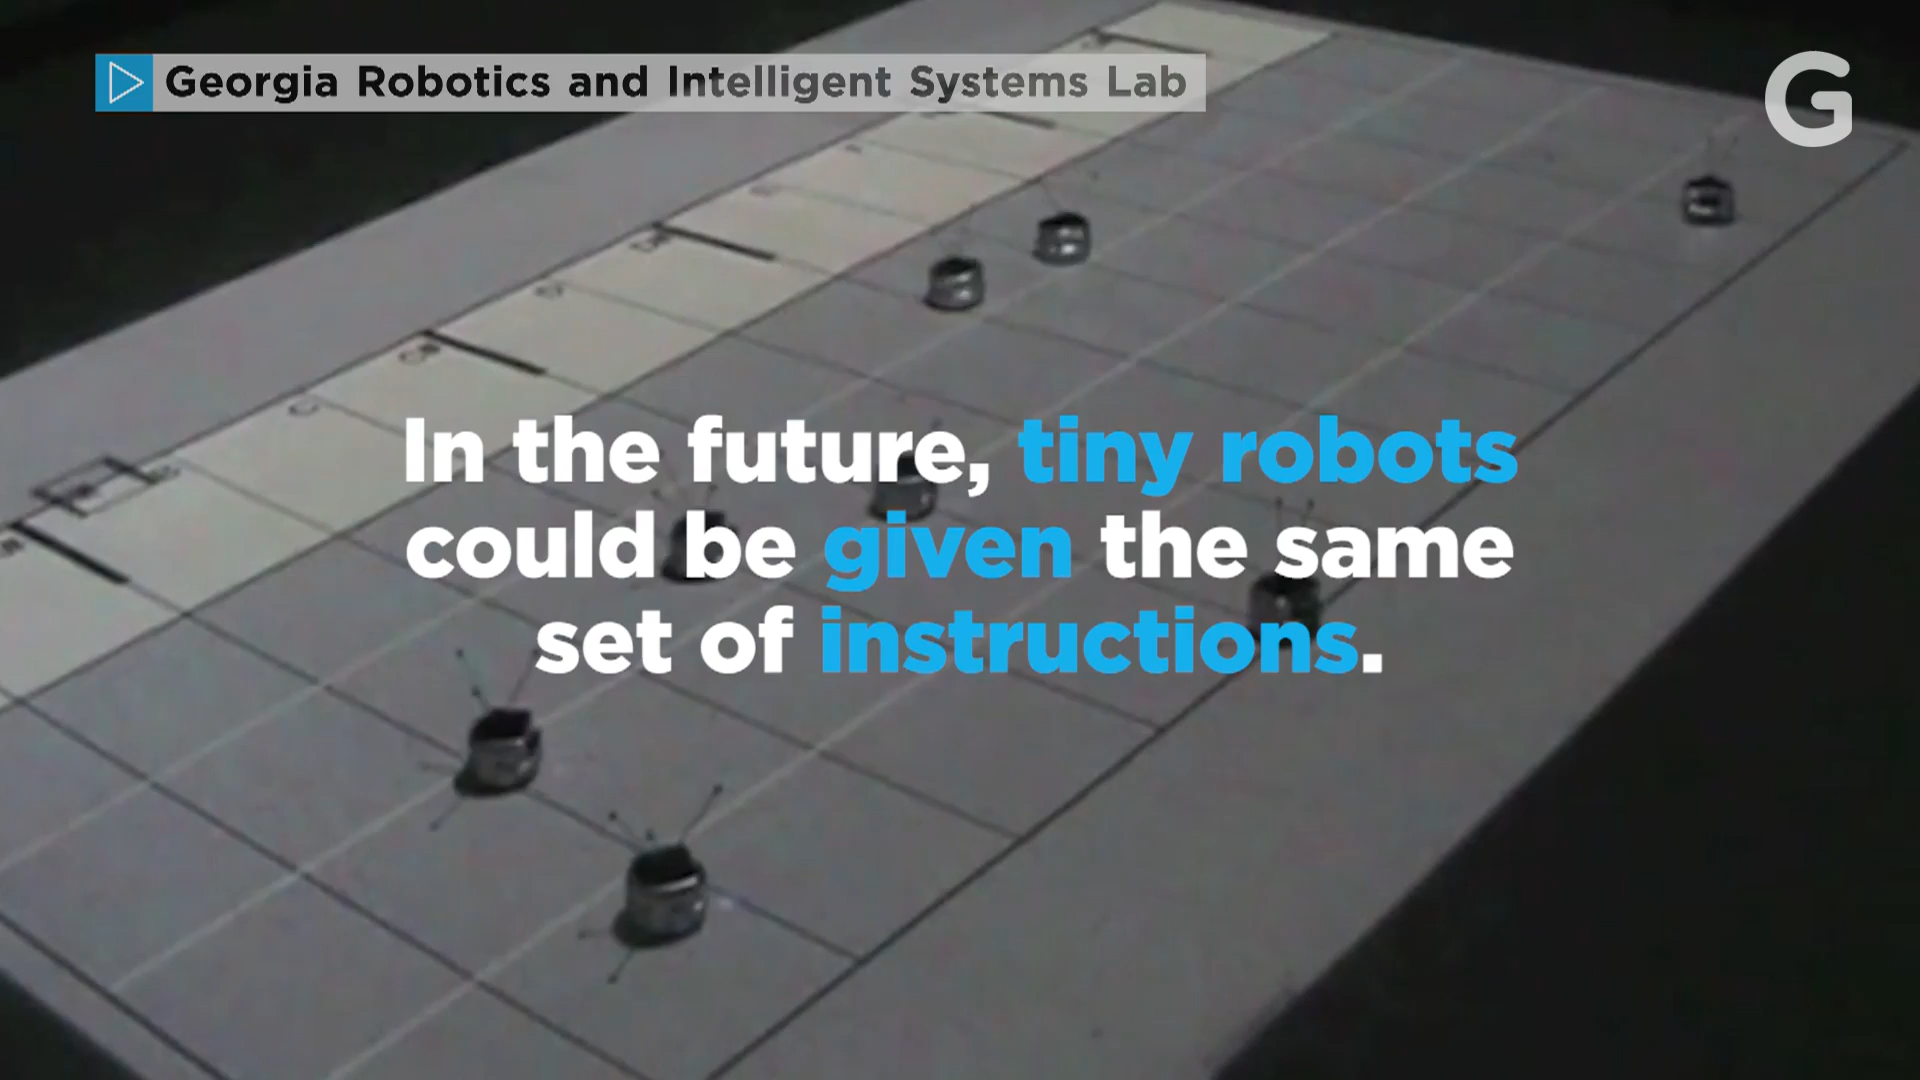 Georgia Robotics and Intelligent Systems Lab
G
In the future, tiny robots
could be given the same
set of instructions.